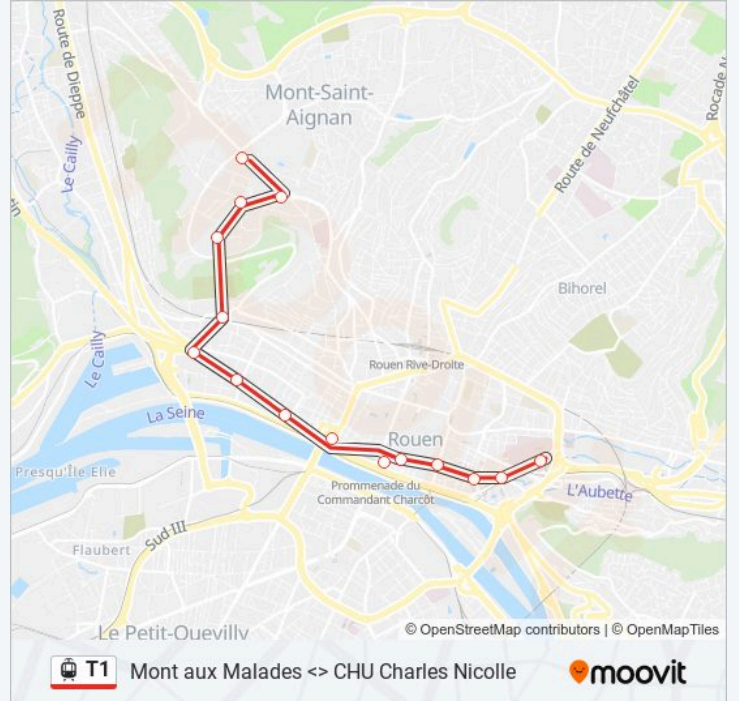 Route de Dieppe
Mont-Saint-
Aignan
Le Cailly
Route de Neufchâtel
Bihorel
Le Cailly
Rouen Rive-Droite
La Seine
Rouen
Presqu'Île Elie
Prommenade du
Commandant Charcot
L'Aubette
Sud III
Flaubert
Le Petit-Quevilly
© OpenStreetMap contributors | © OpenMapTiles
T1
Mont aux Malades <> CHU Charles Nicolle
moovit